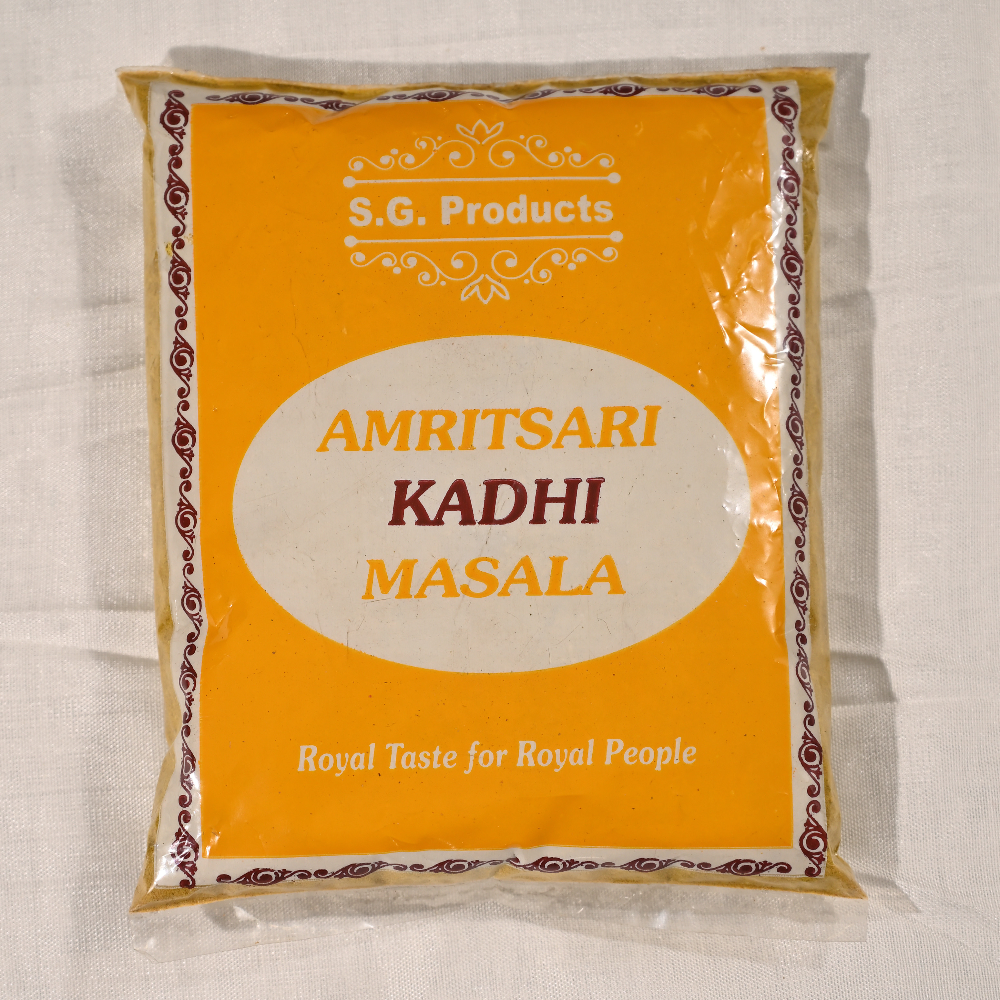 S.G. Products
AMRITSARI
KADHI
MASALA
Royal Taste for Royal People